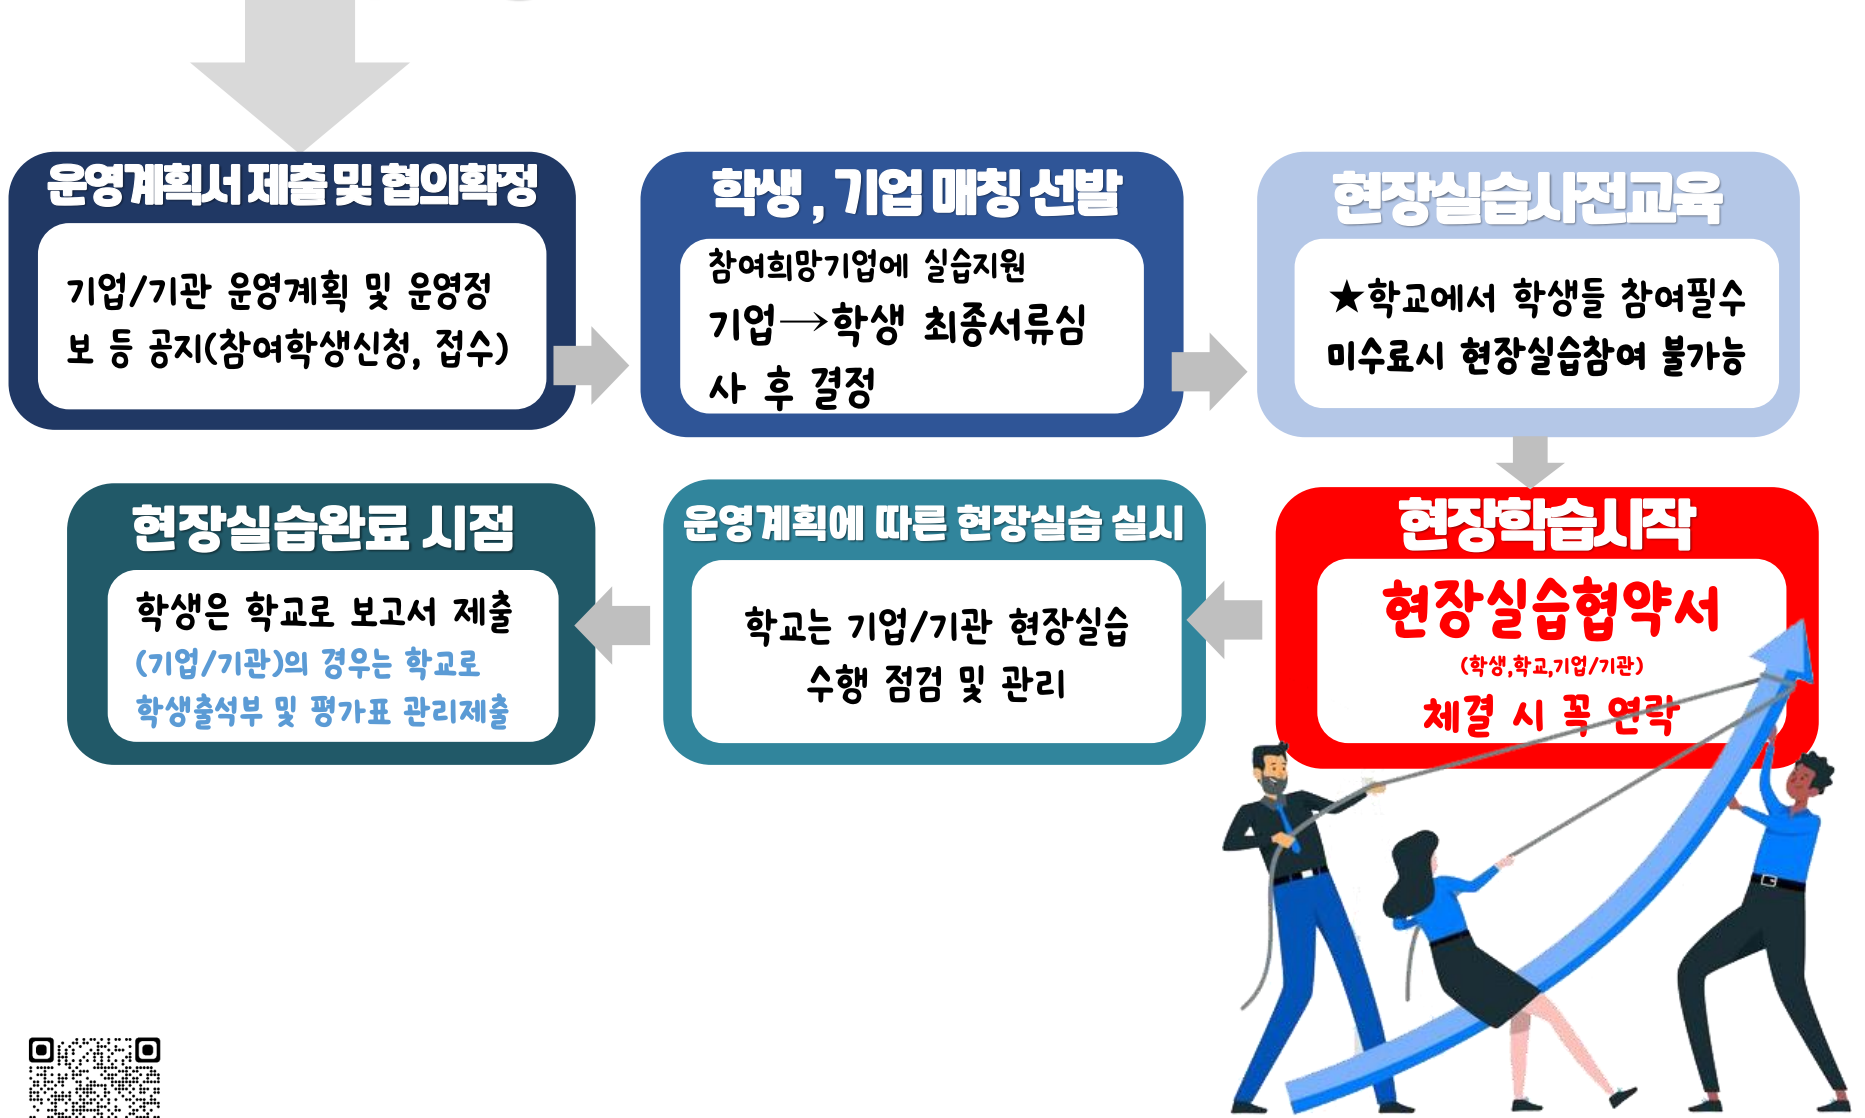 운영계획서 제출 및 협의확정
기업/기관 운영계획 및 운영정
보 등 공지(참여학생신청, 접수)
학생 , 기업 매칭 선발
참여희망기업에 실습지원
기업→학생 최종서류심
사 후 결정
현장실습사전교육
★학교에서 학생들 참여필수
미수료시 현장실습참여 불가능
현장학습시작
현장실습협약서
(학생,학교,기업/기관)
체결 시 꼭 연락
운영계획에 따른 현장실습 실시
학교는 기업/기관 현장실습
수행 점검 및 관리
현장실습완료 시점
학생은 학교로 보고서 제출
(기업/기관)의 경우는 학교로
학생출석부 및 평가표 관리제출